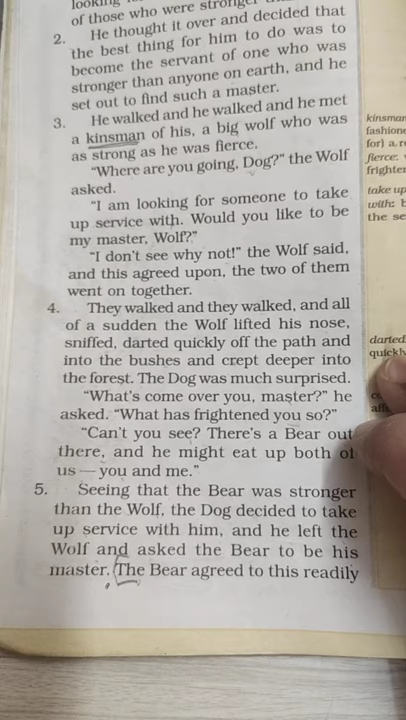 looking
of those who were stronger
2. He thought it over and decided that
the best thing for him to do was to
become the servant of one who was
stronger than anyone on earth, and he
set out to find such a master.
3. He walked and he walked and he met
a kinsman of his, a big wolf who was
as strong as he was fierce.
"Where are you going, Dog?" the Wolf
asked.
"I am looking for someone to take
up service with. Would you like to be
my master, Wolf?"
"I don't see why not!" the Wolf said,
and this agreed upon, the two of them
went on together.
4. They walked and they walked, and all
of a sudden the Wolf lifted his nose,
sniffed, darted quickly off the path and
into the bushes and crept deeper into
the forest. The Dog was much surprised.
"What's come over you, master?" he
asked. "What has frightened you so?"
"Can't you see? There's a Bear out
there, and he might eat up both of
us — you and me."
5. Seeing that the Bear was stronger
than the Wolf, the Dog decided to take
up service with him, and he left the
Wolf and asked the Bear to be his
master. The Bear agreed to this readily
kinsman
fashione
for) a
fierce:
frighten
take up
with:
the se
darted
quickly